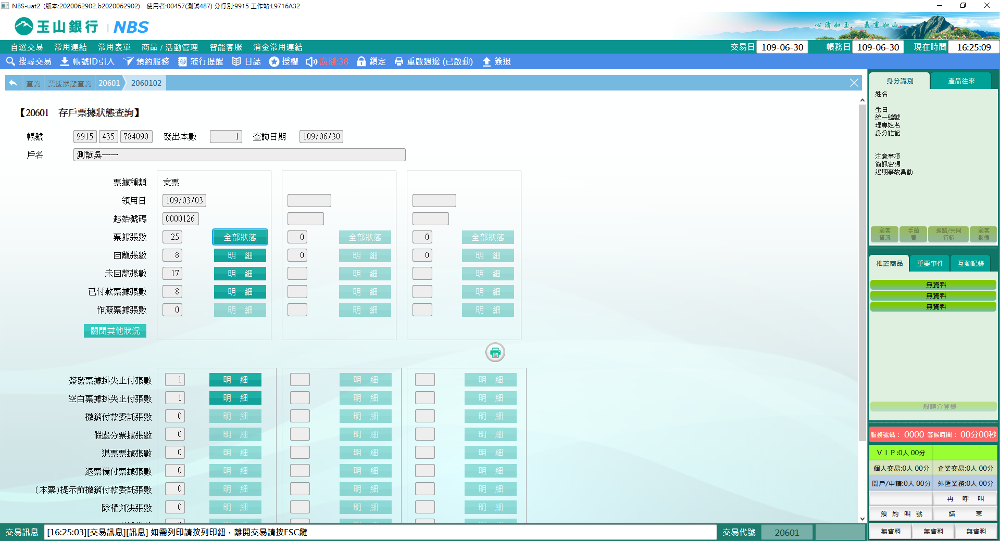 NBS-uat2 (版本:2020062902.b2020062902) 使用者:00457(測試487) 分行別:9915 工作站:L9716A32
玉山銀行 | NBS
心清如玉。 義重如山。
自選交易 常用連結 常用表單 商品 / 活動管理 智能客服 消金常用連結 交易日 109-06-30 帳務日 109-06-30 現在時間 16:25:09
搜尋交易 帳號ID引入 預約服務 蒞行提醒 日誌 授權 廣播:38 鎖定 重啟週邊 (已啟動) 簽退
查詢 票據狀態查詢 20601 2060102
【20601 存戶票據狀態查詢】
帳號 9915 435 784090 發出本數 1 查詢日期 109/06/30
戶名 測試吳一一
票據種類 支票
領用日 109/03/03
起始號碼 0000126
票據張數 25 全部狀態 0 全部狀態 0 全部狀態
回籠張數 8 明 細 0 明 細 0 明 細
未回籠張數 17 明 細 明 細 明 細
已付款票據張數 8 明 細 明 細 明 細
作廢票據張數 0 明 細 明 細 明 細
關閉其他狀況
簽發票據掛失止付張數 1 明 細 明 細 明 細
空白票據掛失止付張數 1 明 細 明 細 明 細
撤銷付款委託張數 0 明 細 明 細 明 細
假處分票據張數 0 明 細 明 細 明 細
退票票據張數 0 明 細 明 細 明 細
退票備付票據張數 0 明 細 明 細 明 細
(本票)提示前撤銷付款委託張數 0 明 細 明 細 明 細
除權判決張數 0 明 細 明 細 明 細
交易訊息 [16:25:03][交易訊息][訊息] 如需列印請按列印鈕，離開交易請按ESC鍵 交易代號 20601
身分識別 產品往來
姓名
生日
統一編號
理專姓名
身分註記
注意事項
簡訊密碼
近期事故異動
顧客資訊 手續費 通路/共同行銷 顧客影像
推薦商品 重要事件 互動記錄
無資料
無資料
無資料
一般轉介登錄
服務號碼： 0000 等候時間： 00分00秒
ＶＩＰ:0人 00分
個人交易:0人 00分 企業交易:0人 00分
開戶/申請:0人 00分 外匯業務:0人 00分
再 呼 叫
預 約 叫 號 結 束
無資料 無資料 無資料